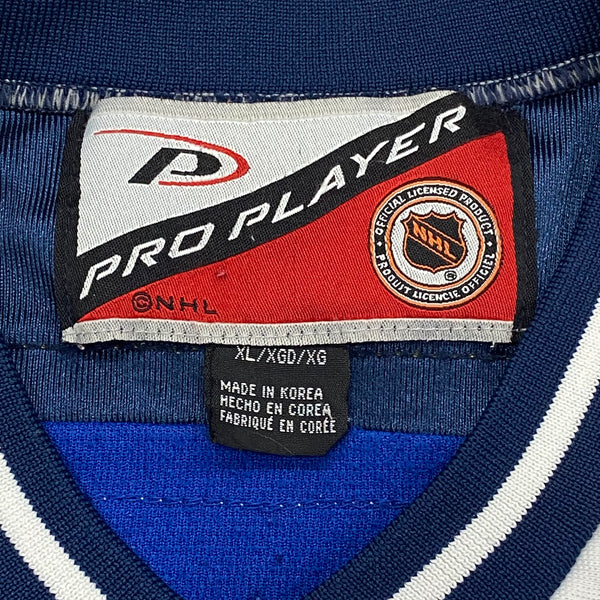 P
PRO PLAYER
OFFICIAL LICENSED PRODUCT
NHL
®
PRODUIT LICENCIE OFFICIEL
©NHL
XL/XGD/XG
MADE IN KOREA
HECHO EN COREA
FABRIQUÉ EN CORÉE